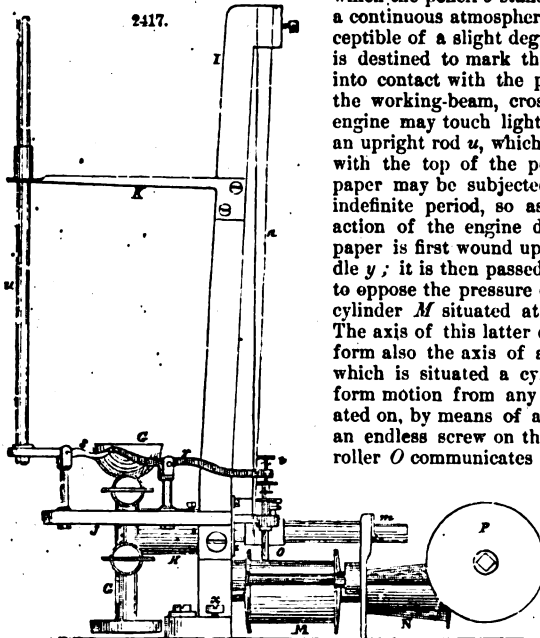 2417.
which the pencil
a continuous atmospher
ceptible of a slight deg
is destined to mark th
into contact with the p
the working-beam, cros
engine may touch light
an upright rod u, which
with the top of the p
paper may be subjecte
indefinite period, so as
action of the engine d
paper is first wound up
dle y; it is then passed
to oppose the pressure
cylinder M situated at
The axis of this latter
form also the axis of a
which is situated a cy
form motion from any
ated on, by means of a
an endless screw on th
roller O communicates
I
K
u
n
G
s
x
v
J
m
H
O
P
G
z
M
N